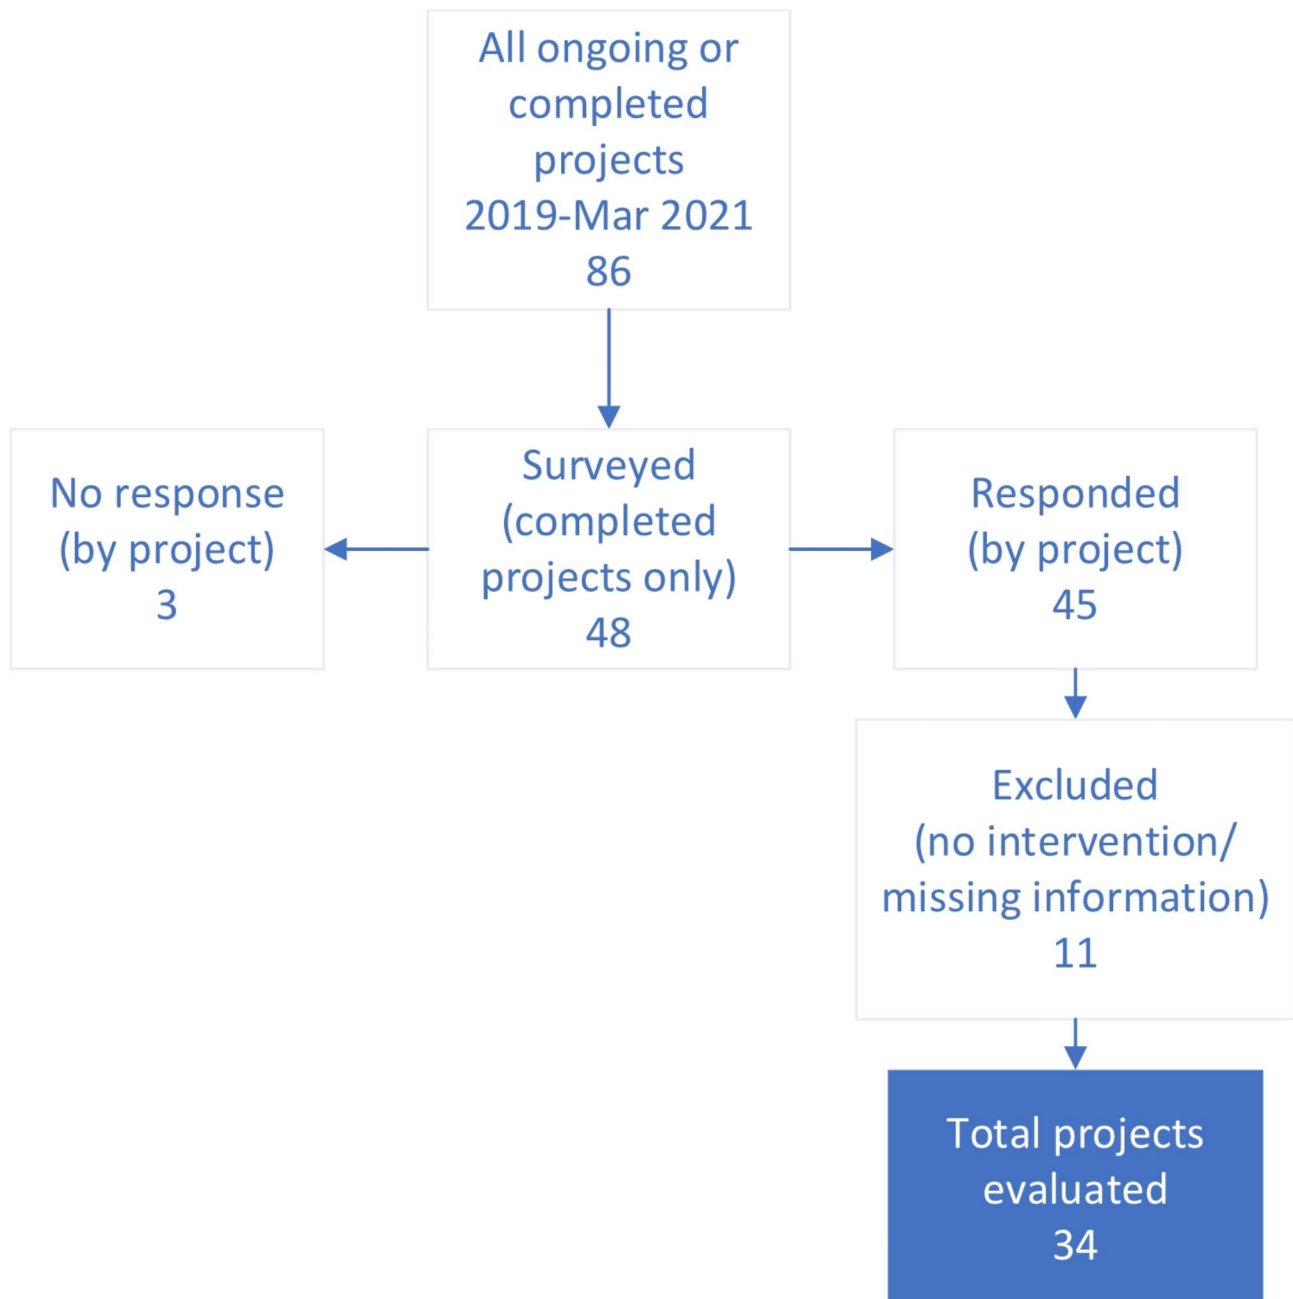 All ongoing or
completed
projects
2019-Mar 2021
86
No response
(by project)
3
Surveyed
(completed
projects only)
48
Responded
(by project)
45
Excluded
(no intervention/
missing information)
11
Total projects
evaluated
34